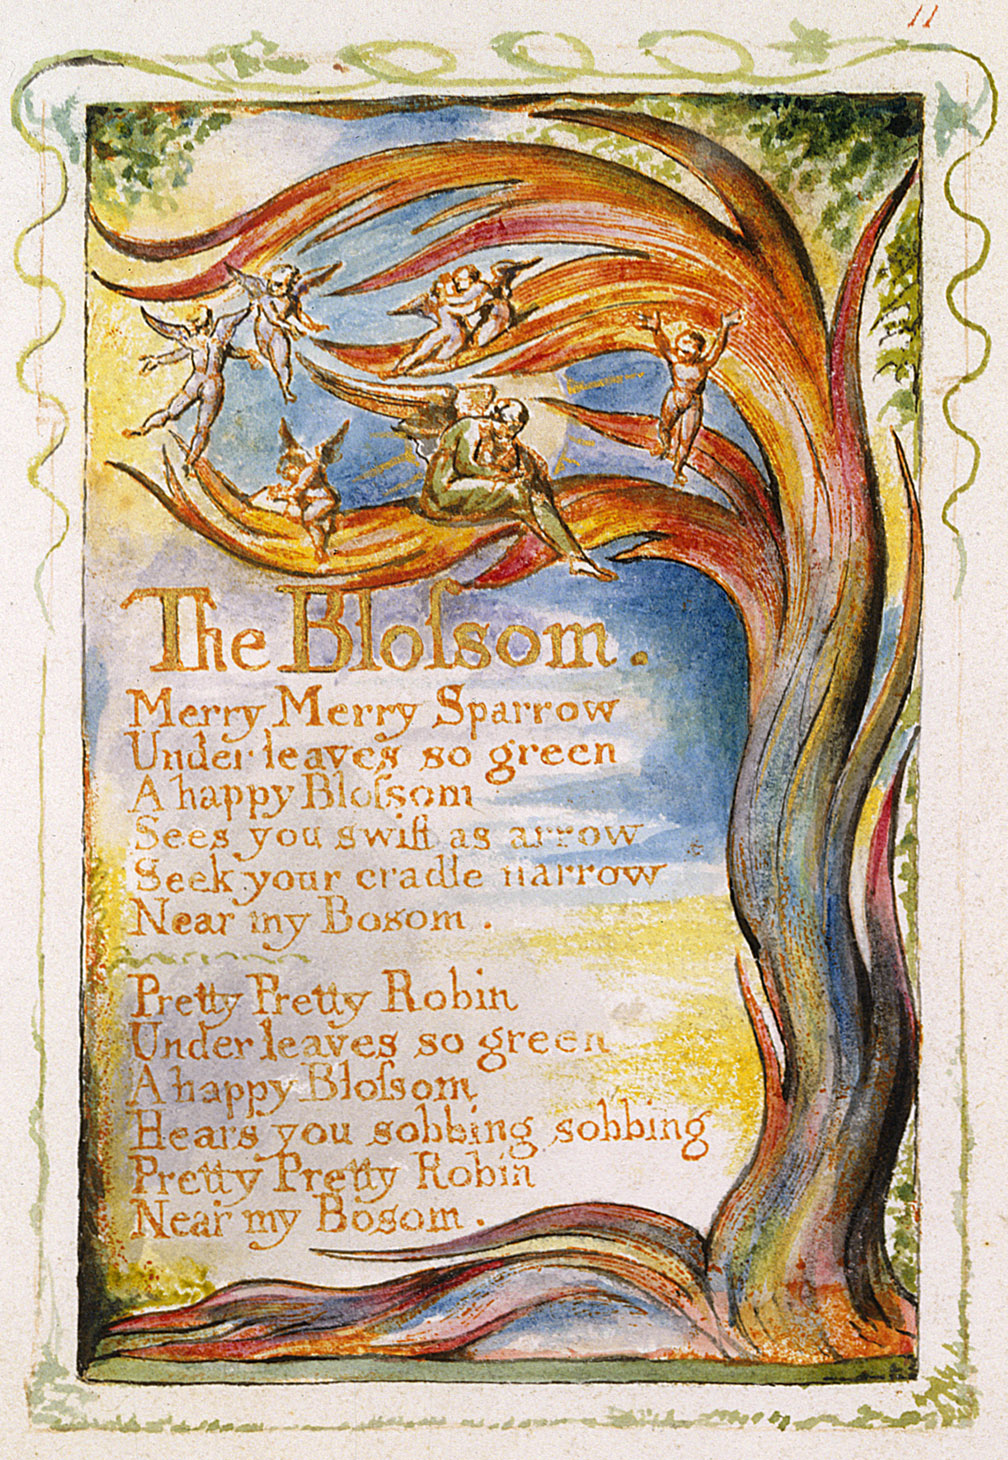 11
The Bloſsom.
Merry Merry Sparrow
Under leaves so green
A happy Bloſsom
Sees you swift as arrow
Seek your cradle narrow
Near my Bosom.
Pretty Pretty Robin
Under leaves so green
A happy Bloſsom
Hears you sobbing sobbing
Pretty Pretty Robin
Near my Bosom.